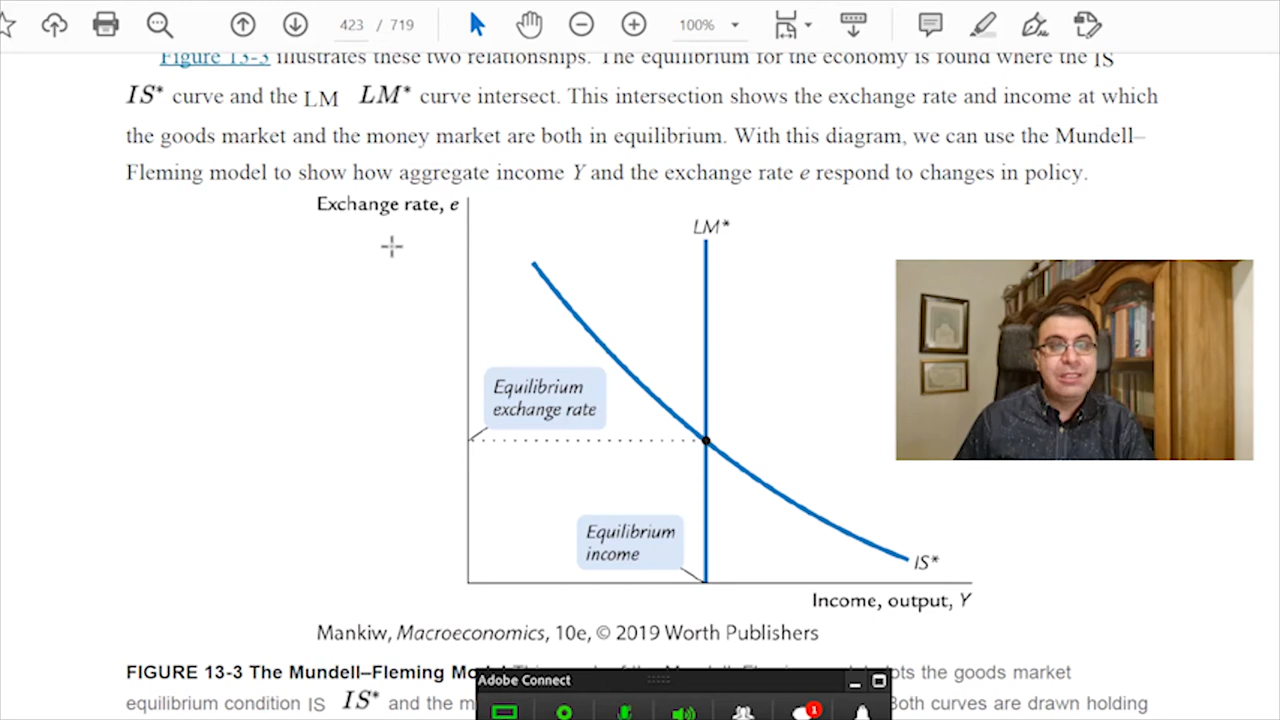 423 / 719
100%
Figure 13-3 illustrates these two relationships. The equilibrium for the economy is found where the IS
IS* curve and the LM LM* curve intersect. This intersection shows the exchange rate and income at which
the goods market and the money market are both in equilibrium. With this diagram, we can use the Mundell–
Fleming model to show how aggregate income Y and the exchange rate e respond to changes in policy.
Exchange rate, e
LM*
Equilibrium
exchange rate
Equilibrium
income
IS*
Income, output, Y
Mankiw, Macroeconomics, 10e, © 2019 Worth Publishers
FIGURE 13-3 The Mundell–Fleming the goods market
equilibrium condition IS IS* and the Both curves are drawn holding
Adobe Connect
1